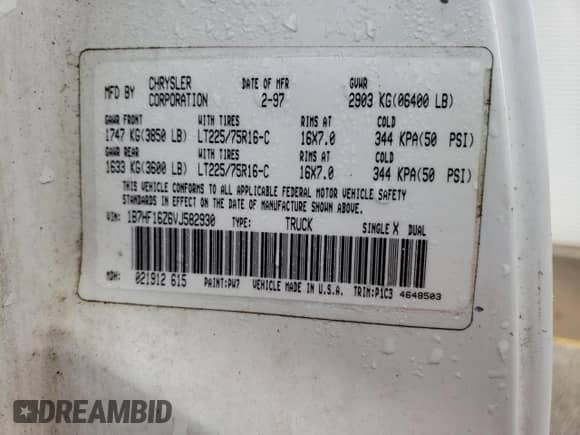 MFD BY CHRYSLER CORPORATION DATE OF MFR 2-97 GVWR 2903 KG(06400 LB)
GAWR FRONT WITH TIRES RIMS AT COLD
1747 KG(3850 LB) LT225/75R16-C 16X7.0 344 KPA(50 PSI)
GAWR REAR WITH TIRES RIMS AT COLD
1633 KG(3600 LB) LT225/75R16-C 16X7.0 344 KPA(50 PSI)
THIS VEHICLE CONFORMS TO ALL APPLICABLE FEDERAL MOTOR VEHICLE SAFETY
STANDARDS IN EFFECT ON THE DATE OF MANUFACTURE SHOWN ABOVE.
VIN: 1B7HF16Z6VJ582930 TYPE: TRUCK SINGLE X DUAL
MDH: 021912 615 PAINT:PW7 VEHICLE MADE IN U.S.A. TRIM:P1C3 4648503
DREAMBID